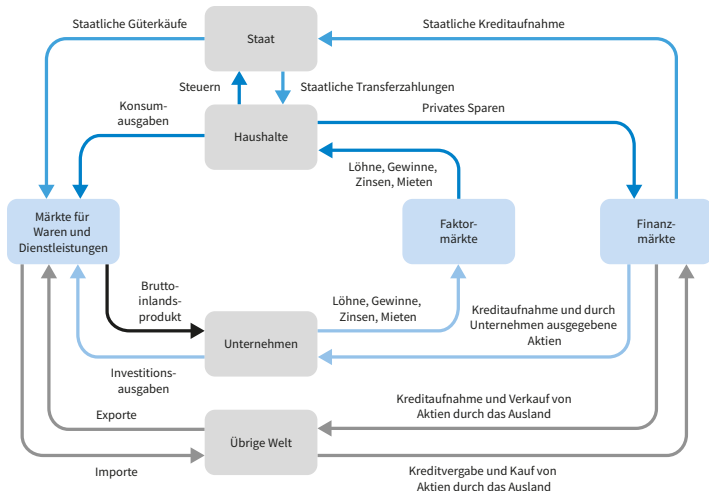 Staatliche Güterkäufe
Staatliche Kreditaufnahme
Staat
Steuern
Staatliche Transferzahlungen
Konsum-
ausgaben
Privates Sparen
Haushalte
Löhne, Gewinne,
Zinsen, Mieten
Märkte für
Waren und
Dienstleistungen
Faktor-
märkte
Finanz-
märkte
Brutto-
inlands-
produkt
Löhne, Gewinne,
Zinsen, Mieten
Kreditaufnahme und durch
Unternehmen ausgegebene
Aktien
Unternehmen
Investitions-
ausgaben
Exporte
Kreditaufnahme und Verkauf von
Aktien durch das Ausland
Übrige Welt
Importe
Kreditvergabe und Kauf von
Aktien durch das Ausland